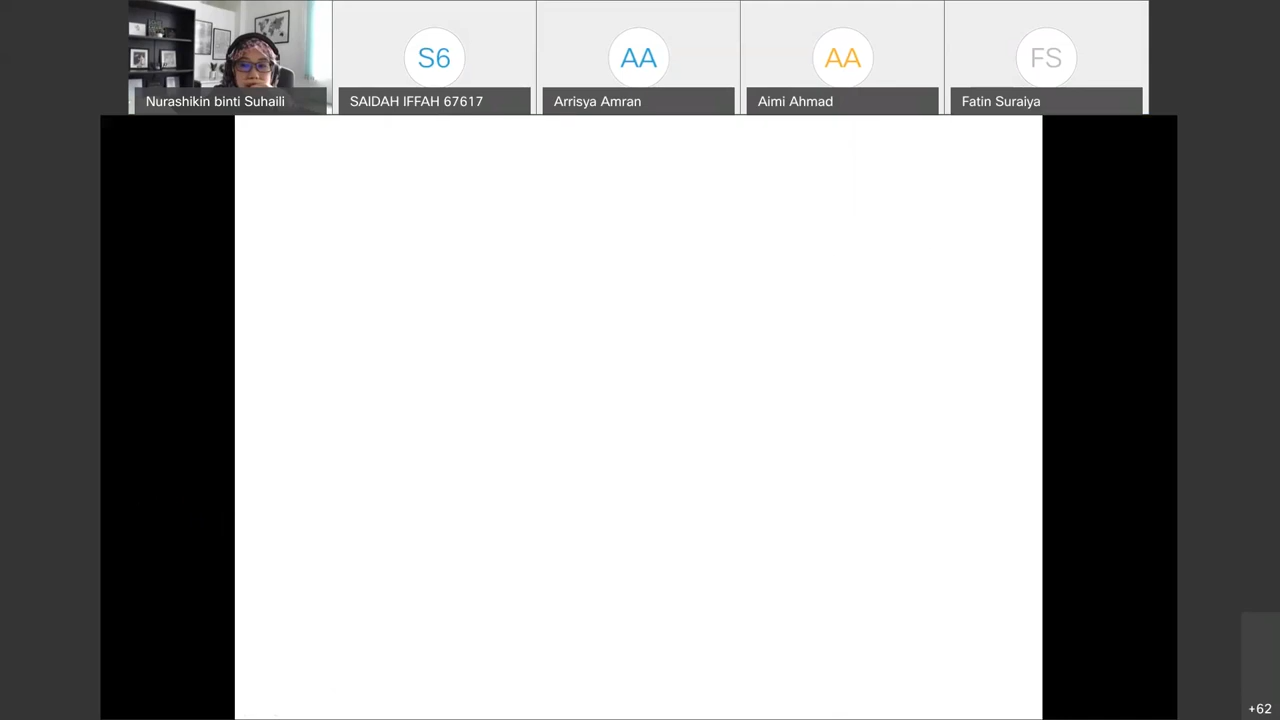 S6
AA
AA
FS
Nurashikin binti Suhaili
SAIDAH IFFAH 67617
Arrisya Amran
Aimi Ahmad
Fatin Suraiya
+62